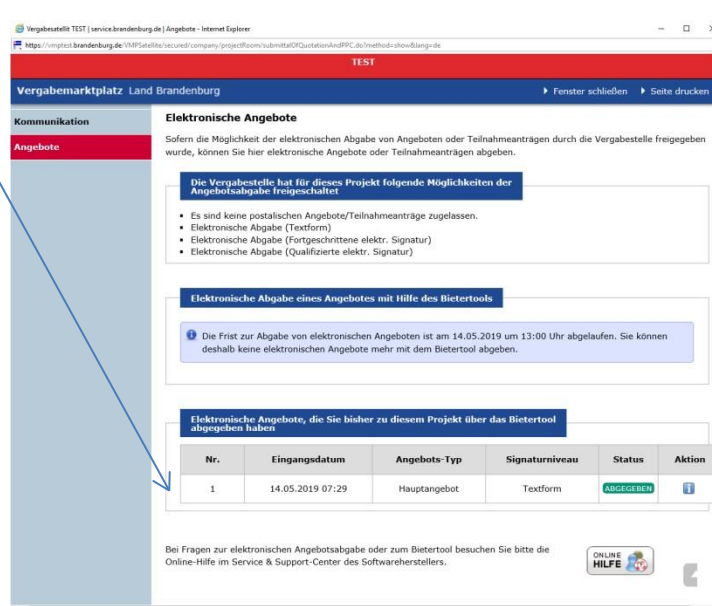 Vergabesatellit TEST | service.brandenburg.de | Angebote - Internet Explorer
https://vmptest.brandenburg.de/VMPSatellite/secured/company/projectRoom/submittalOfQuotationAndPPC.do?method=show&lang=de
TEST
Vergabemarktplatz Land Brandenburg
Fenster schließen
Seite drucken
Kommunikation
Angebote
Elektronische Angebote
Sofern die Möglichkeit der elektronischen Abgabe von Angeboten oder Teilnahmeanträgen durch die Vergabestelle freigegeben
wurde, können Sie hier elektronische Angebote oder Teilnahmeanträgen abgeben.
Die Vergabestelle hat für dieses Projekt folgende Möglichkeiten der
Angebotsabgabe freigeschaltet
Es sind keine postalischen Angebote/Teilnahmeanträge zugelassen.
Elektronische Abgabe (Textform)
Elektronische Abgabe (Fortgeschrittene elektr. Signatur)
Elektronische Abgabe (Qualifizierte elektr. Signatur)
Elektronische Abgabe eines Angebotes mit Hilfe des Bietertools
Die Frist zur Abgabe von elektronischen Angeboten ist am 14.05.2019 um 13:00 Uhr abgelaufen. Sie können
deshalb keine elektronischen Angebote mehr mit dem Bietertool abgeben.
Elektronische Angebote, die Sie bisher zu diesem Projekt über das Bietertool
abgegeben haben
Nr. Eingangsdatum Angebots-Typ Signaturniveau Status Aktion
1 14.05.2019 07:29 Hauptangebot Textform ABGEGEBEN
Bei Fragen zur elektronischen Angebotsabgabe oder zum Bietertool besuchen Sie bitte die
Online-Hilfe im Service & Support-Center des Softwareherstellers.
ONLINE
HILFE